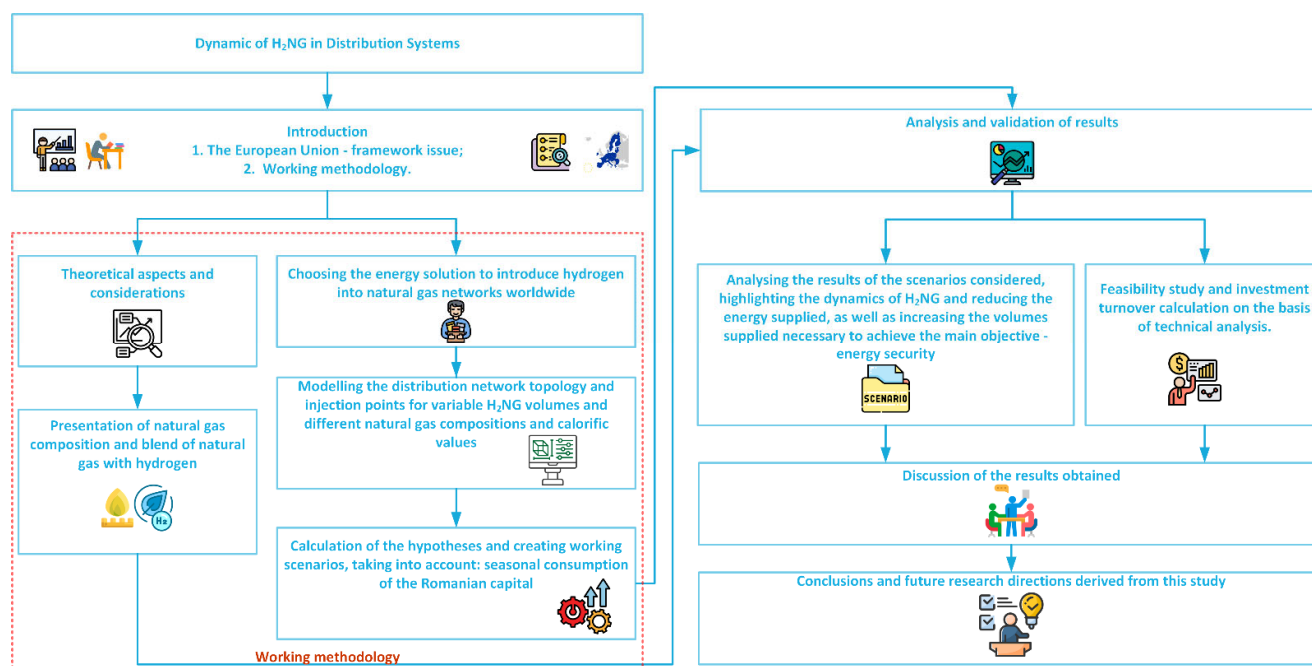 Dynamic of H₂NG in Distribution Systems
Introduction
1. The European Union - framework issue;
2. Working methodology.
Theoretical aspects and
considerations
Presentation of natural gas
composition and blend of natural
gas with hydrogen
H₂
Choosing the energy solution to introduce hydrogen
into natural gas networks worldwide
Modelling the distribution network topology and
injection points for variable H₂NG volumes and
different natural gas compositions and calorific
values
Calculation of the hypotheses and creating working
scenarios, taking into account: seasonal consumption
of the Romanian capital
Working methodology
Analysis and validation of results
Analysing the results of the scenarios considered,
highlighting the dynamics of H₂NG and reducing the
energy supplied, as well as increasing the volumes
supplied necessary to achieve the main objective -
energy security
SCENARIO
Feasibility study and investment
turnover calculation on the basis
of technical analysis.
$
Discussion of the results obtained
Conclusions and future research directions derived from this study